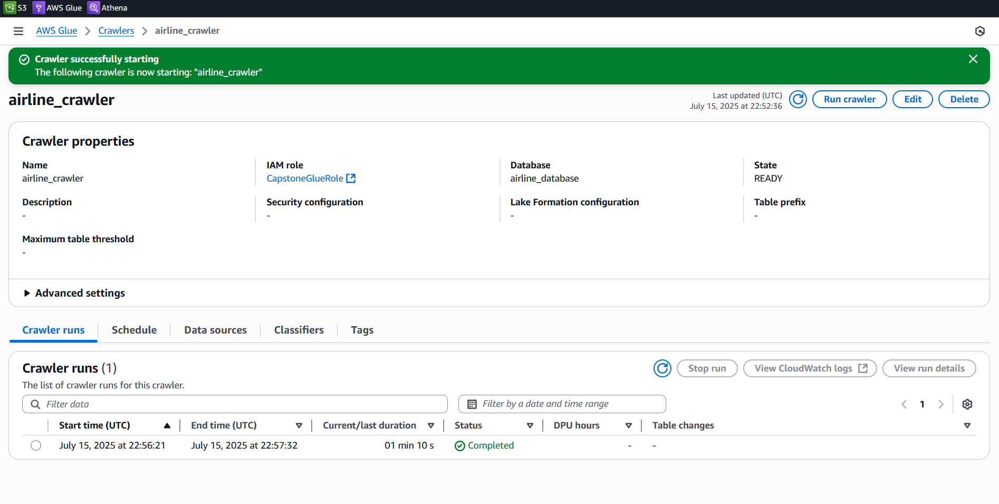 S3 AWS Glue Athena
AWS Glue Crawlers airline_crawler
Crawler successfully starting
The following crawler is now starting: "airline_crawler"
airline_crawler
Last updated (UTC)
July 15, 2025 at 22:52:36
Run crawler Edit Delete
Crawler properties
Name IAM role Database State
airline_crawler CapstoneGlueRole airline_database READY
Description Security configuration Lake Formation configuration Table prefix
- - - -
Maximum table threshold
-
Advanced settings
Crawler runs Schedule Data sources Classifiers Tags
Crawler runs (1) Stop run View CloudWatch logs View run details
The list of crawler runs for this crawler.
Filter data Filter by a date and time range 1
Start time (UTC) End time (UTC) Current/last duration Status DPU hours Table changes
July 15, 2025 at 22:56:21 July 15, 2025 at 22:57:32 01 min 10 s Completed - -